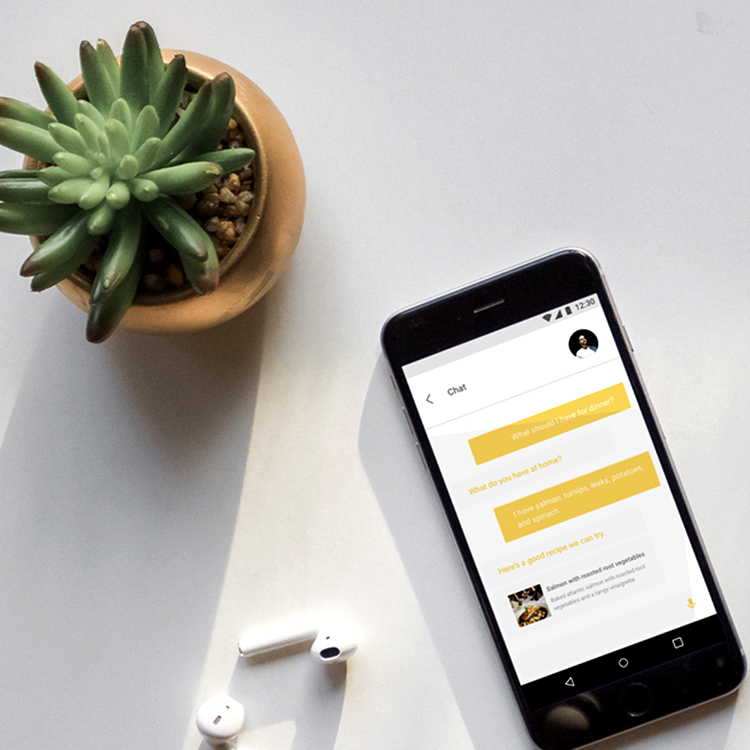 12:30
Chat
What should I have for dinner?
What do you have at home?
I have salmon, turnips, leeks, potatoes,
and spinach.
Here's a good recipe we can try.
Salmon with roasted root vegetables
Baked atlantic salmon with roasted root
vegetables and a tangy vinaigrette